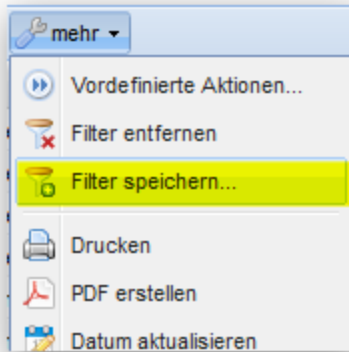 mehr
Vordefinierte Aktionen...
Filter entfernen
Filter speichern...
Drucken
PDF erstellen
Datum aktualisieren